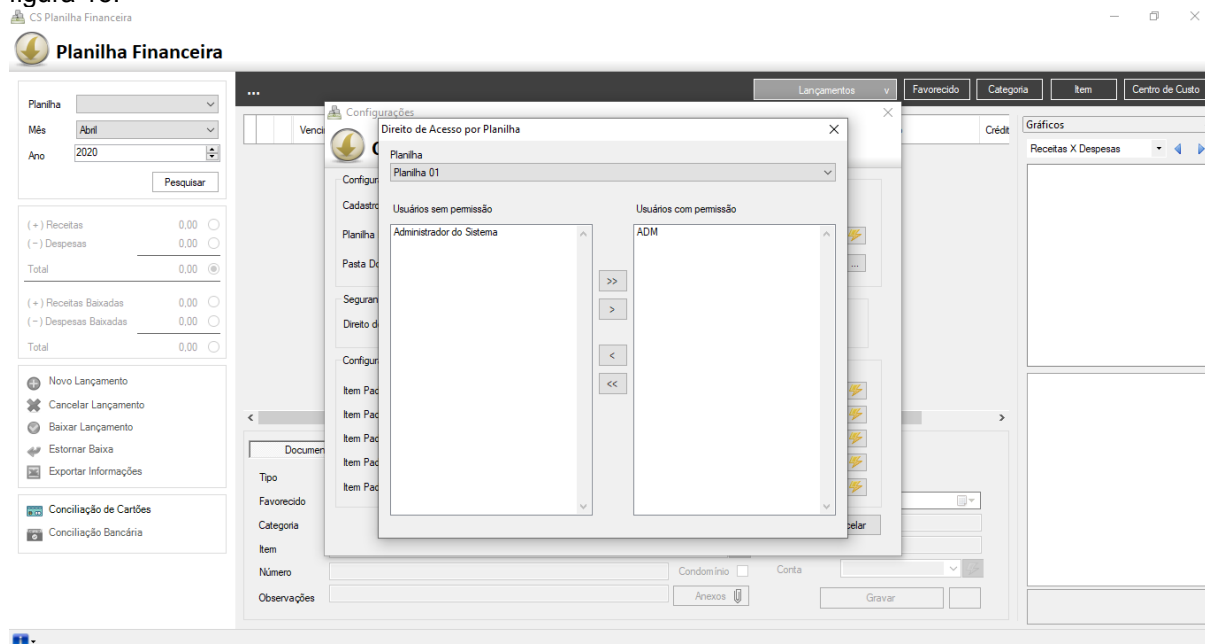 figura 18.
CS Planilha Financeira
Planilha Financeira
Planilha
Mês Abril
Ano 2020
Pesquisar
(+) Receitas 0,00
(-) Despesas 0,00
Total 0,00
(+) Receitas Baixadas 0,00
(-) Despesas Baixadas 0,00
Total 0,00
Novo Lançamento
Cancelar Lançamento
Baixar Lançamento
Estornar Baixa
Exportar Informações
Conciliação de Cartões
Conciliação Bancária
... Lançamentos v Favorecido Categoria Item Centro de Custo
Venci Crédit
Configurações
C
Configur
Cadastro
Planilha
Pasta Do ...
Seguran
Direito d
Configur
Item Pad
Item Pad
Item Pad
Item Pad
Item Pad
celar
Direito de Acesso por Planilha
Planilha
Planilha 01
Usuários sem permissão Usuários com permissão
Administrador do Sistema ADM
>>
>
<
<<
Documen
Tipo
Favorecido
Categoria
Item
Número Condomínio Conta
Observações Anexos Gravar
Gráficos
Receitas X Despesas